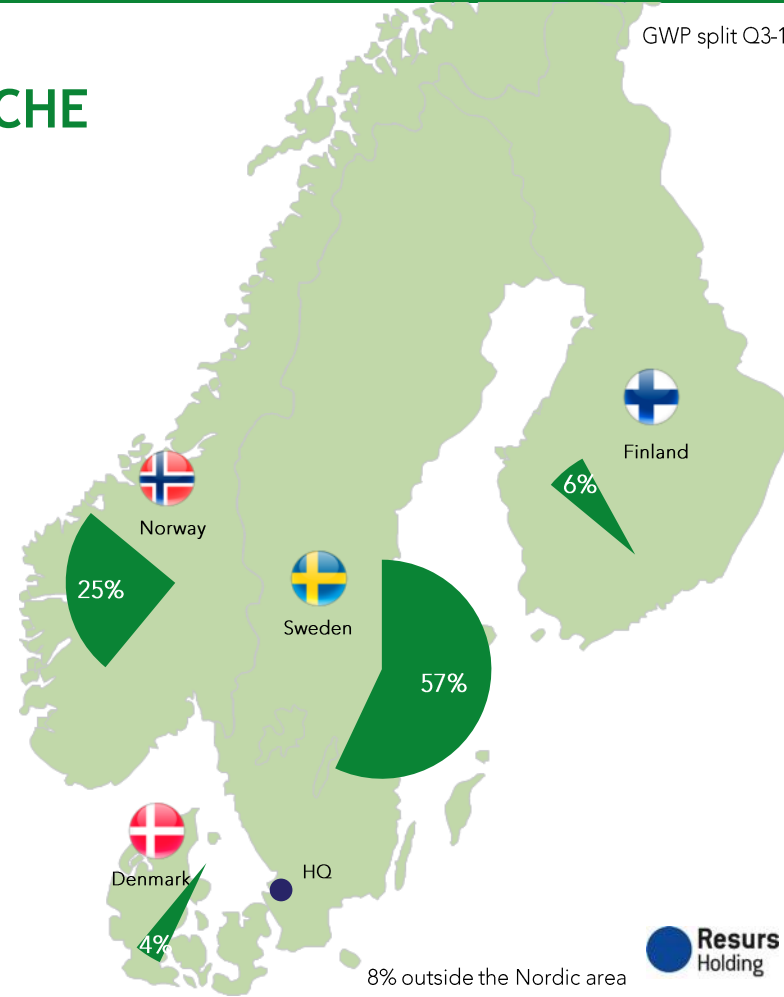 GWP split Q3-1
CHE
Finland
6%
Norway
25%
Sweden
57%
Denmark
4%
HQ
8% outside the Nordic area
Resurs
Holding